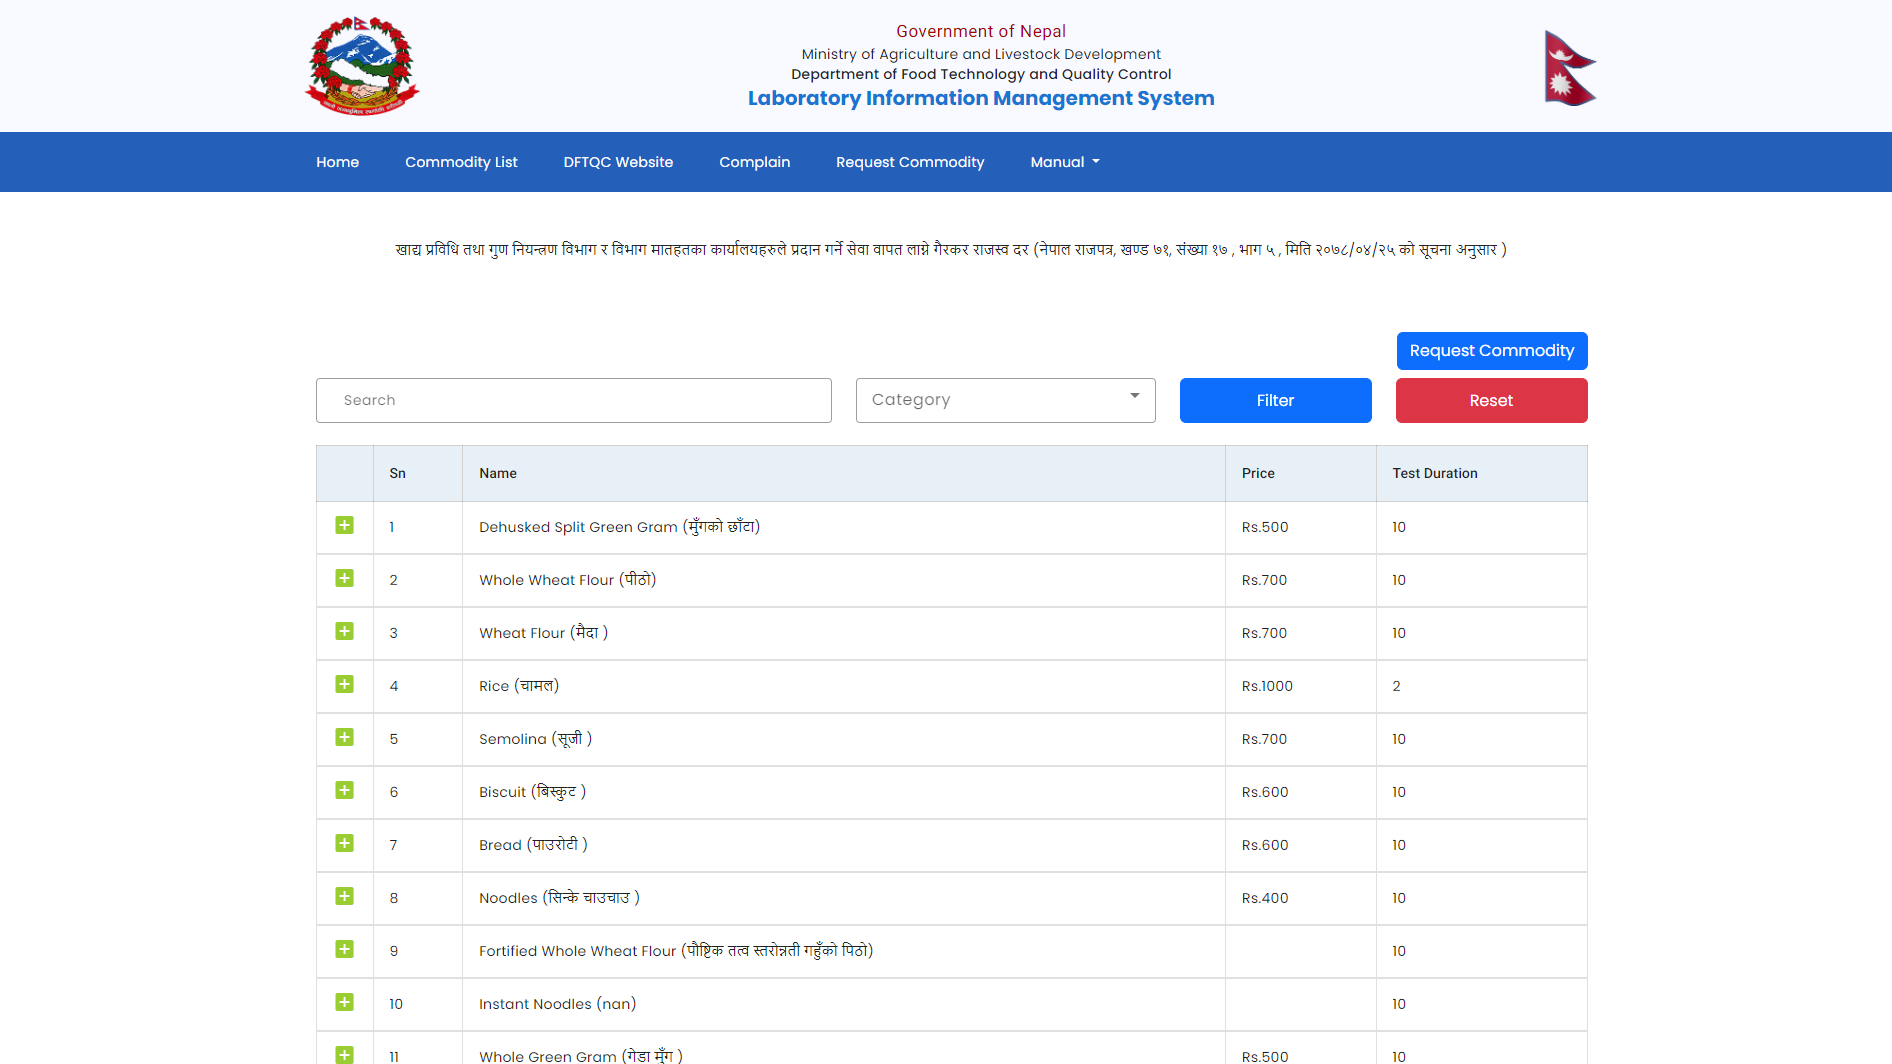 Government of Nepal
Ministry of Agriculture and Livestock Development
Department of Food Technology and Quality Control
Laboratory Information Management System
Home Commodity List DFTQC Website Complain Request Commodity Manual
खाद्य प्रविधि तथा गुण नियन्त्रण विभाग र विभाग मातहतका कार्यालयहरुले प्रदान गर्ने सेवा वापत लाग्ने गैरकर राजस्व दर (नेपाल राजपत्र, खण्ड ७१, संख्या १७ , भाग ५ , मिति २०७८/०४/२५ को सूचना अनुसार )
Request Commodity
Search Category Filter Reset
Sn Name Price Test Duration
1 Dehusked Split Green Gram (मुँगको छाँटा) Rs.500 10
2 Whole Wheat Flour (पीठो) Rs.700 10
3 Wheat Flour (मैदा ) Rs.700 10
4 Rice (चामल) Rs.1000 2
5 Semolina (सूजी ) Rs.700 10
6 Biscuit (बिस्कुट ) Rs.600 10
7 Bread (पाउरोटी ) Rs.600 10
8 Noodles (सिन्के चाउचाउ ) Rs.400 10
9 Fortified Whole Wheat Flour (पौष्टिक तत्व स्तरोन्नती गहुँको पिठो) 10
10 Instant Noodles (nan) 10
11 Whole Green Gram (गेडा मुँग ) Rs.500 10